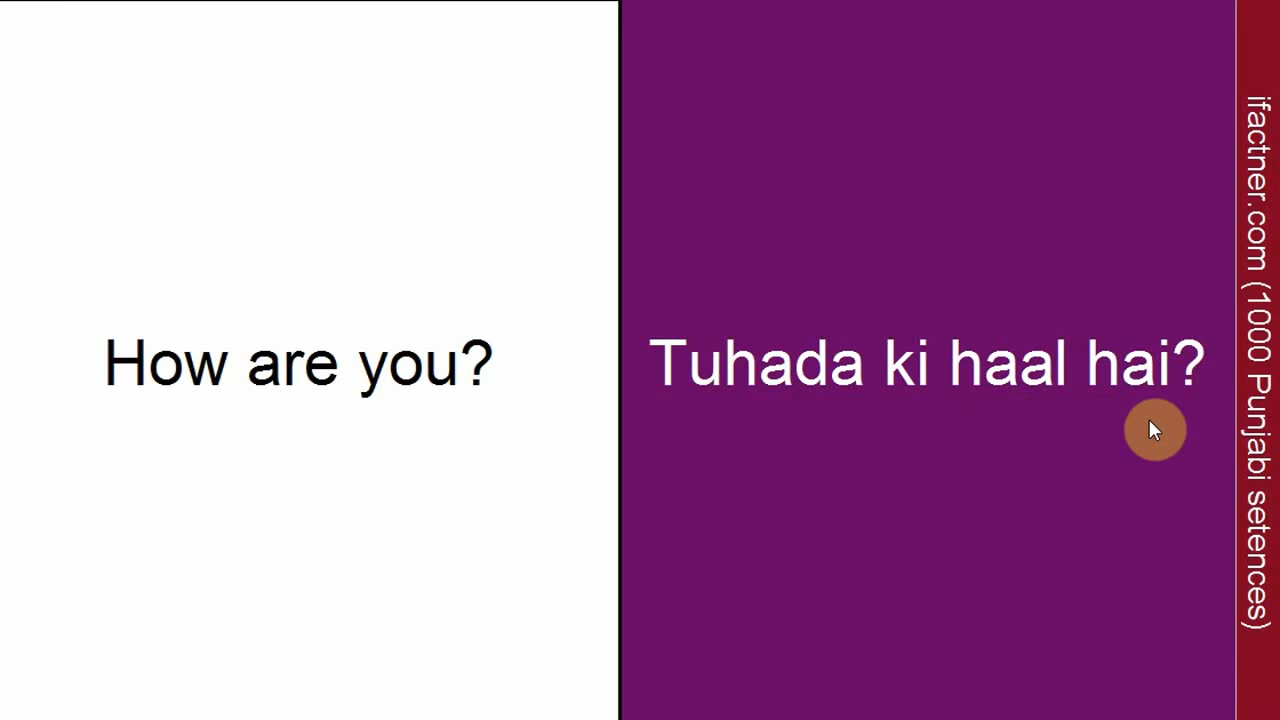 How are you?
Tuhada ki haal hai?
ifactner.com (1000 Punjabi setences)